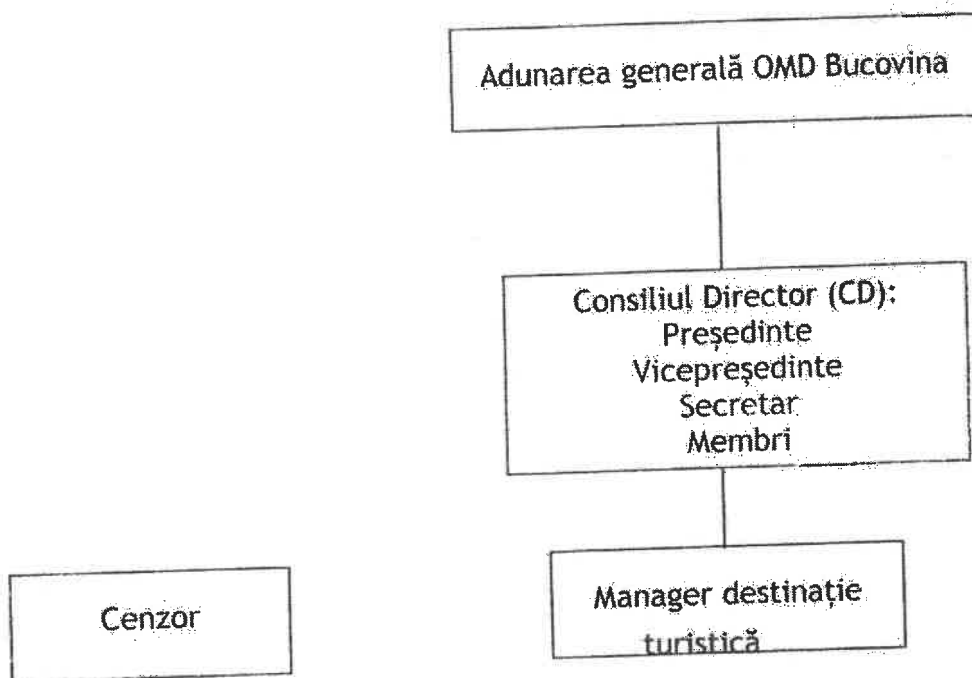 Adunarea generală OMD Bucovina
Consiliul Director (CD):
Președinte
Vicepreședinte
Secretar
Membri
Cenzor
Manager destinație
turistică